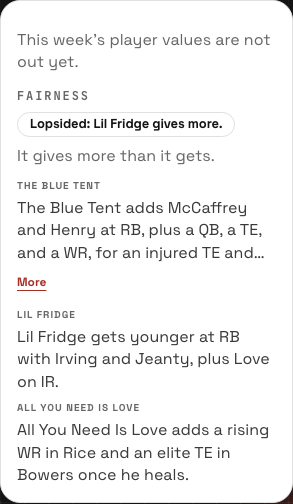 This week's player values are not
out yet.
FAIRNESS
Lopsided: Lil Fridge gives more.
It gives more than it gets.
THE BLUE TENT
The Blue Tent adds McCaffrey
and Henry at RB, plus a QB, a TE,
and a WR, for an injured TE and...
More
LIL FRIDGE
Lil Fridge gets younger at RB
with Irving and Jeanty, plus Love
on IR.
ALL YOU NEED IS LOVE
All You Need Is Love adds a rising
WR in Rice and an elite TE in
Bowers once he heals.